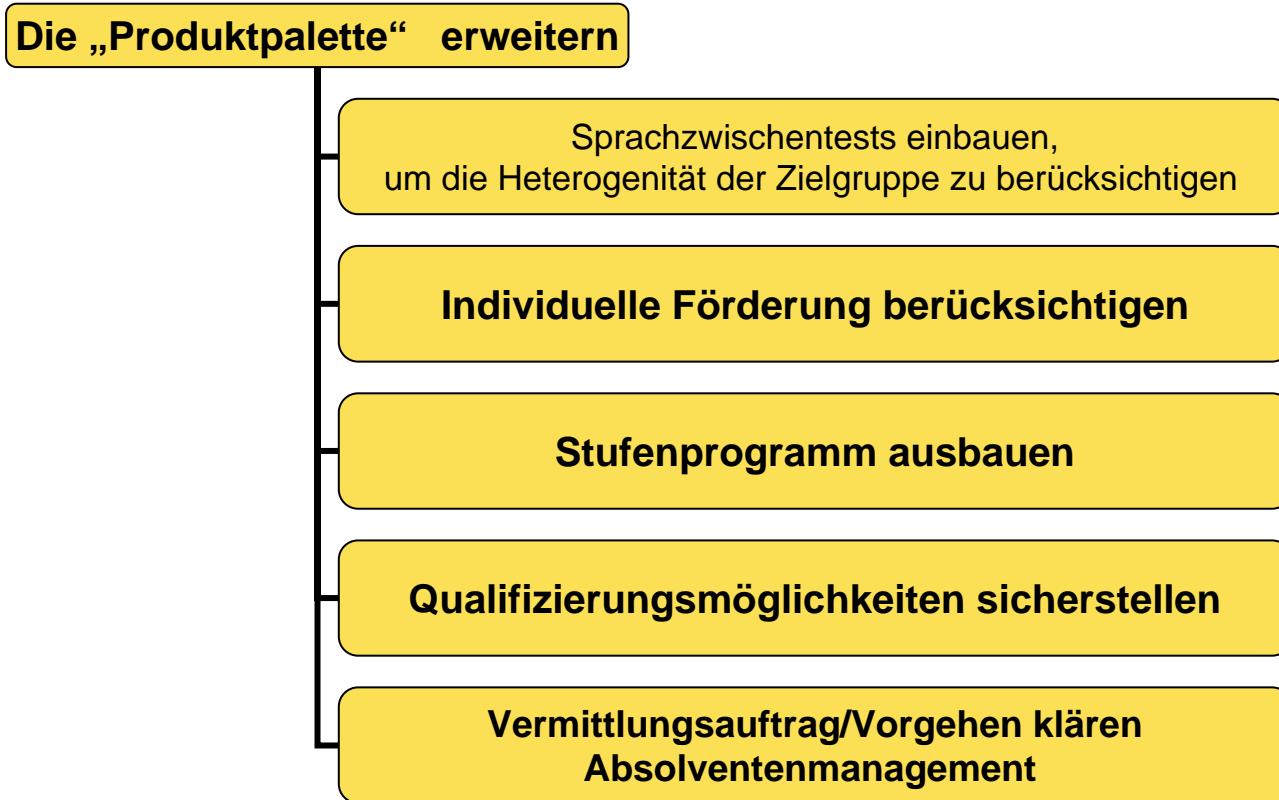 Die „Produktpalette“ erweitern
Sprachzwischentests einbauen,
um die Heterogenität der Zielgruppe zu berücksichtigen
Individuelle Förderung berücksichtigen
Stufenprogramm ausbauen
Qualifizierungsmöglichkeiten sicherstellen
Vermittlungsauftrag/Vorgehen klären
Absolventenmanagement